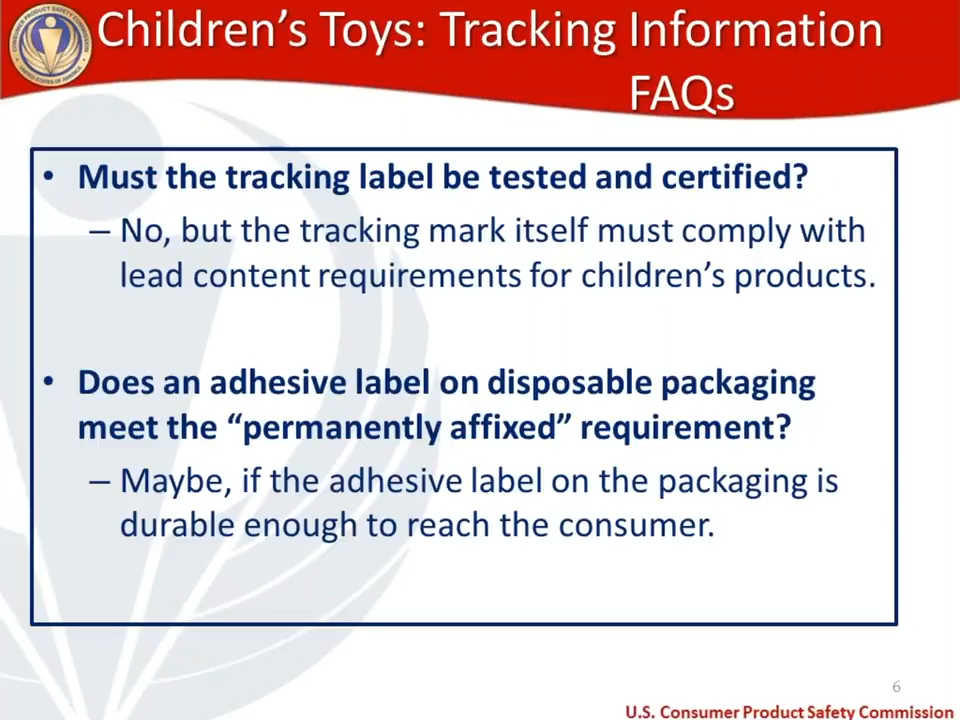 Children’s Toys: Tracking Information
FAQs
• Must the tracking label be tested and certified?
– No, but the tracking mark itself must comply with
lead content requirements for children’s products.
• Does an adhesive label on disposable packaging
meet the “permanently affixed” requirement?
– Maybe, if the adhesive label on the packaging is
durable enough to reach the consumer.
6
U.S. Consumer Product Safety Commission